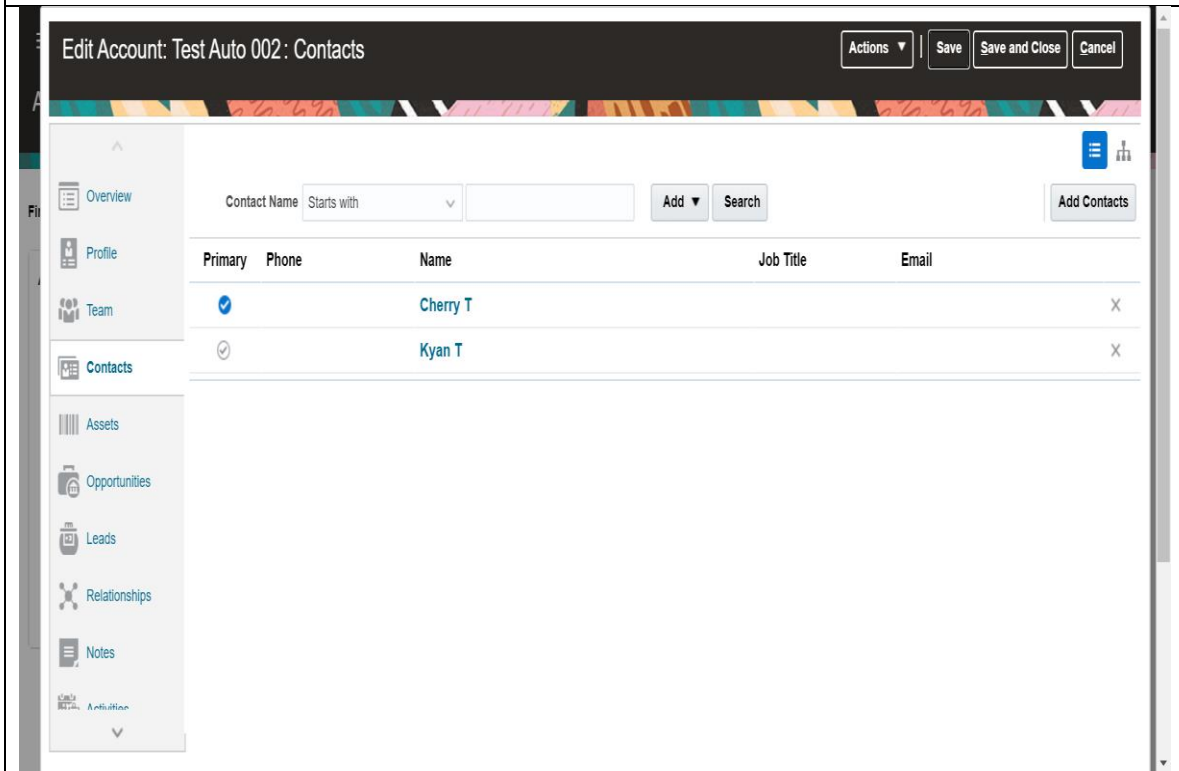 Edit Account: Test Auto 002 : Contacts
Actions ▼ | Save Save and Close Cancel
Overview
Contact Name Starts with Add ▼ Search Add Contacts
Profile
Primary Phone Name Job Title Email
Team
Cherry T
Kyan T
Contacts
Assets
Opportunities
Leads
Relationships
Notes
Activities